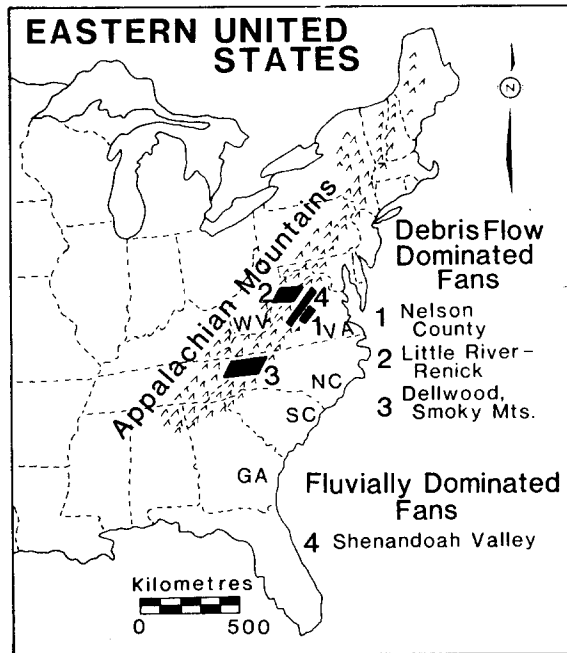 EASTERN UNITED
STATES
N
Appalachian Mountains
Debris Flow
Dominated
Fans
1 Nelson
County
2 Little River–
Renick
3 Dellwood,
Smoky Mts.
2
4
1
WV
VA
3
NC
SC
GA
Fluvially Dominated
Fans
4 Shenandoah Valley
Kilometres
0 500